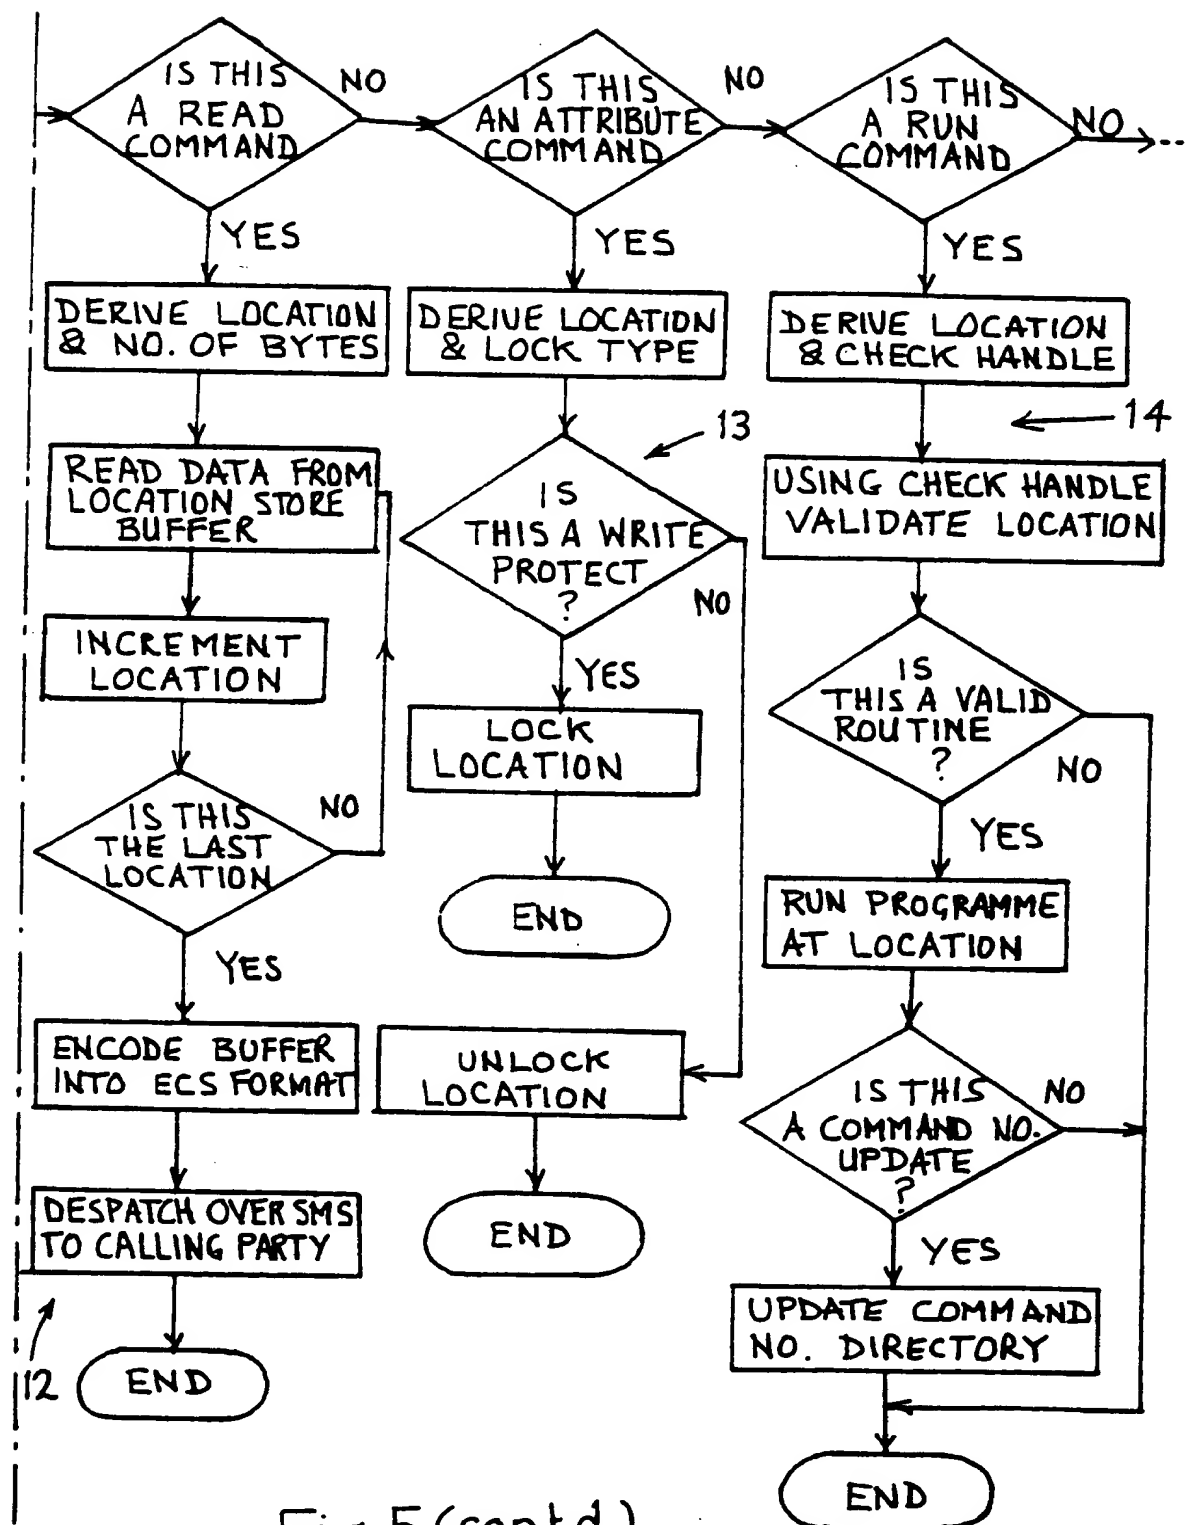 IS THIS
A READ
COMMAND
NO
YES
DERIVE LOCATION
& NO. OF BYTES
READ DATA FROM
LOCATION STORE
BUFFER
INCREMENT
LOCATION
IS THIS
THE LAST
LOCATION
NO
YES
ENCODE BUFFER
INTO ECS FORMAT
DESPATCH OVER SMS
TO CALLING PARTY
12
END
IS THIS
AN ATTRIBUTE
COMMAND
NO
YES
DERIVE LOCATION
& LOCK TYPE
13
IS
THIS A WRITE
PROTECT
?
NO
YES
LOCK
LOCATION
END
UNLOCK
LOCATION
END
IS THIS
A RUN
COMMAND
NO
YES
DERIVE LOCATION
& CHECK HANDLE
14
USING CHECK HANDLE
VALIDATE LOCATION
IS
THIS A VALID
ROUTINE
?
NO
YES
RUN PROGRAMME
AT LOCATION
IS THIS
A COMMAND NO.
UPDATE
?
NO
YES
UPDATE COMMAND
NO. DIRECTORY
END
Fig 5 (contd.)